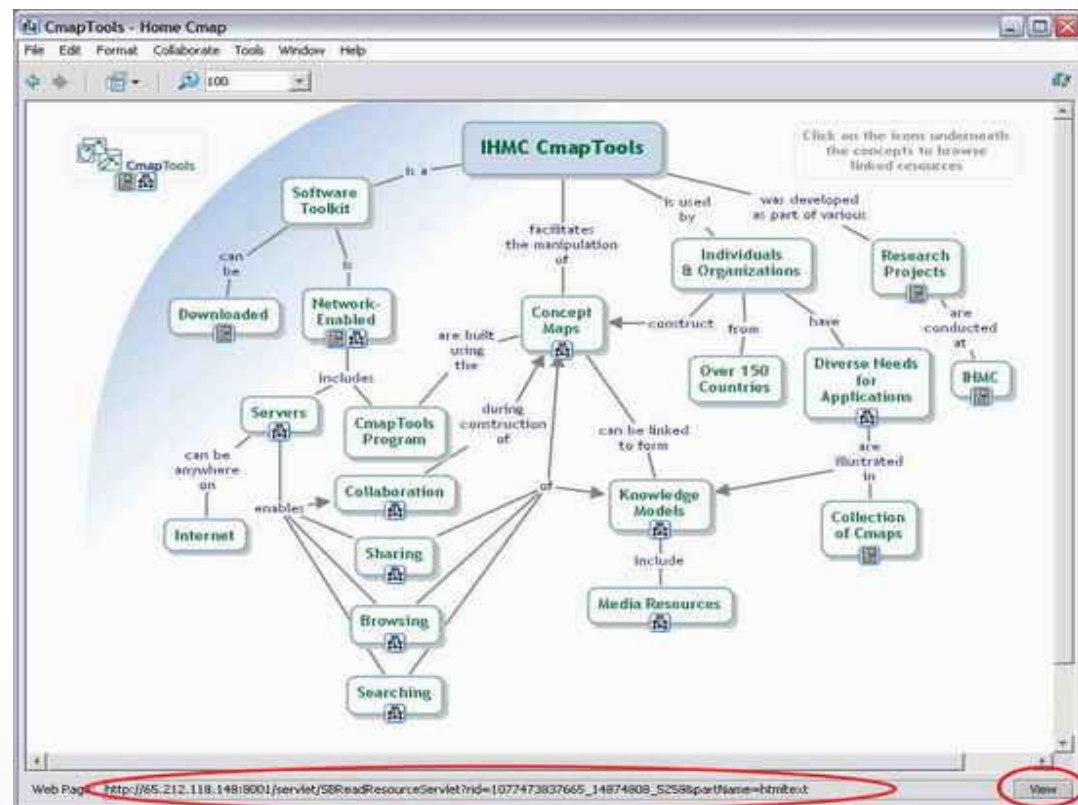 CmapTools - Home Cmap
File Edit Format Collaborate Tools Window Help
100
CmapTools
IHMC CmapTools
Click on the icons underneath
the concepts to browse
linked resources
is a
Software
Toolkit
is used
by
was developed
as part of various
facilitates
the manipulation
of
can
be
is
Individuals
& Organizations
Research
Projects
Downloaded
Network-
Enabled
Concept
Maps
are built
using
the
construct
from
have
are
conducted
at
Over 150
Countries
Diverse Needs
for
Applications
IHMC
includes
Servers
CmapTools
Program
during
construction
of
can be linked
to form
can be
anywhere
on
are
illustrated
in
enables
Collaboration
of
Knowledge
Models
Collection
of Cmaps
Internet
Sharing
include
Browsing
Media Resources
Searching
Web Page: http://65.212.118.148:8001/servlet/SBReadResourceServlet?rid=1077473837665_14874808_5258&partName=htmltext
View